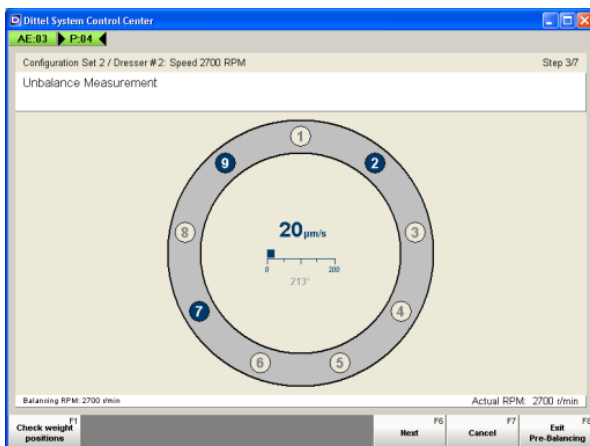 Dittel System Control Center
AE:03 P:04
Configuration Set 2 / Dresser #2: Speed 2700 RPM Step 3/7
Unbalance Measurement
1
9 2
8 3
20 µm/s
0 200
213°
7 4
6 5
Balancing RPM: 2700 r/min Actual RPM: 2700 r/min
F1 F6 F7 F8
Check weight positions Next Cancel Exit Pre-Balancing